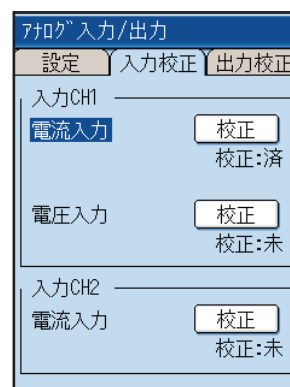 ｱﾅﾛｸﾞ入力/出力
設定 入力校正 出力校正
入力CH1
電流入力 校正
校正:済
電圧入力 校正
校正:未
入力CH2
電流入力 校正
校正:未